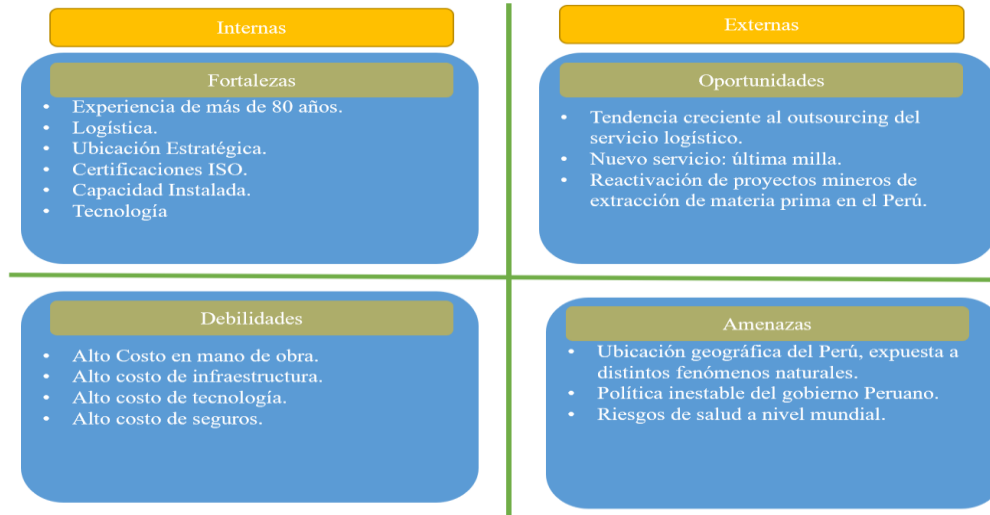 Internas
Fortalezas
• Experiencia de más de 80 años.
• Logística.
• Ubicación Estratégica.
• Certificaciones ISO.
• Capacidad Instalada.
• Tecnología
Externas
Oportunidades
• Tendencia creciente al outsourcing del
servicio logístico.
• Nuevo servicio: última milla.
• Reactivación de proyectos mineros de
extracción de materia prima en el Perú.
Debilidades
• Alto Costo en mano de obra.
• Alto costo de infraestructura.
• Alto costo de tecnología.
• Alto costo de seguros.
Amenazas
• Ubicación geográfica del Perú, expuesta a
distintos fenómenos naturales.
• Política inestable del gobierno Peruano.
• Riesgos de salud a nivel mundial.